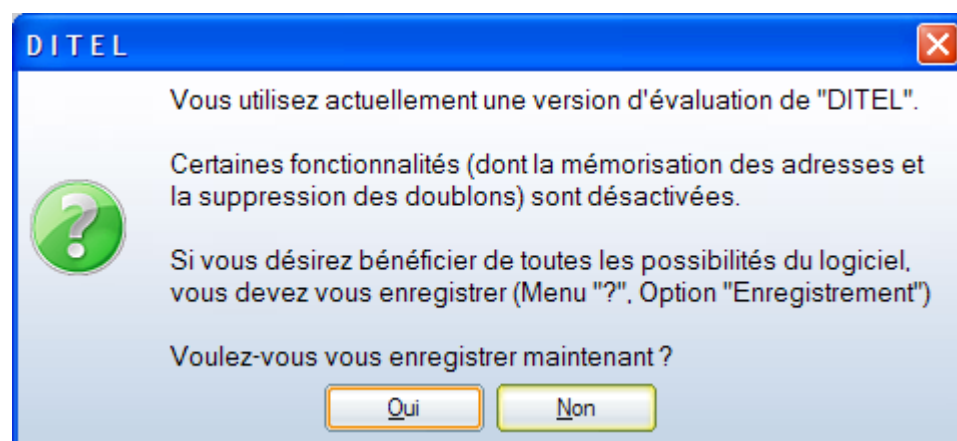 DITEL
Vous utilisez actuellement une version d'évaluation de "DITEL".
Certaines fonctionnalités (dont la mémorisation des adresses et
la suppression des doublons) sont désactivées.
Si vous désirez bénéficier de toutes les possibilités du logiciel,
vous devez vous enregistrer (Menu "?", Option "Enregistrement")
Voulez-vous vous enregistrer maintenant ?
Oui
Non